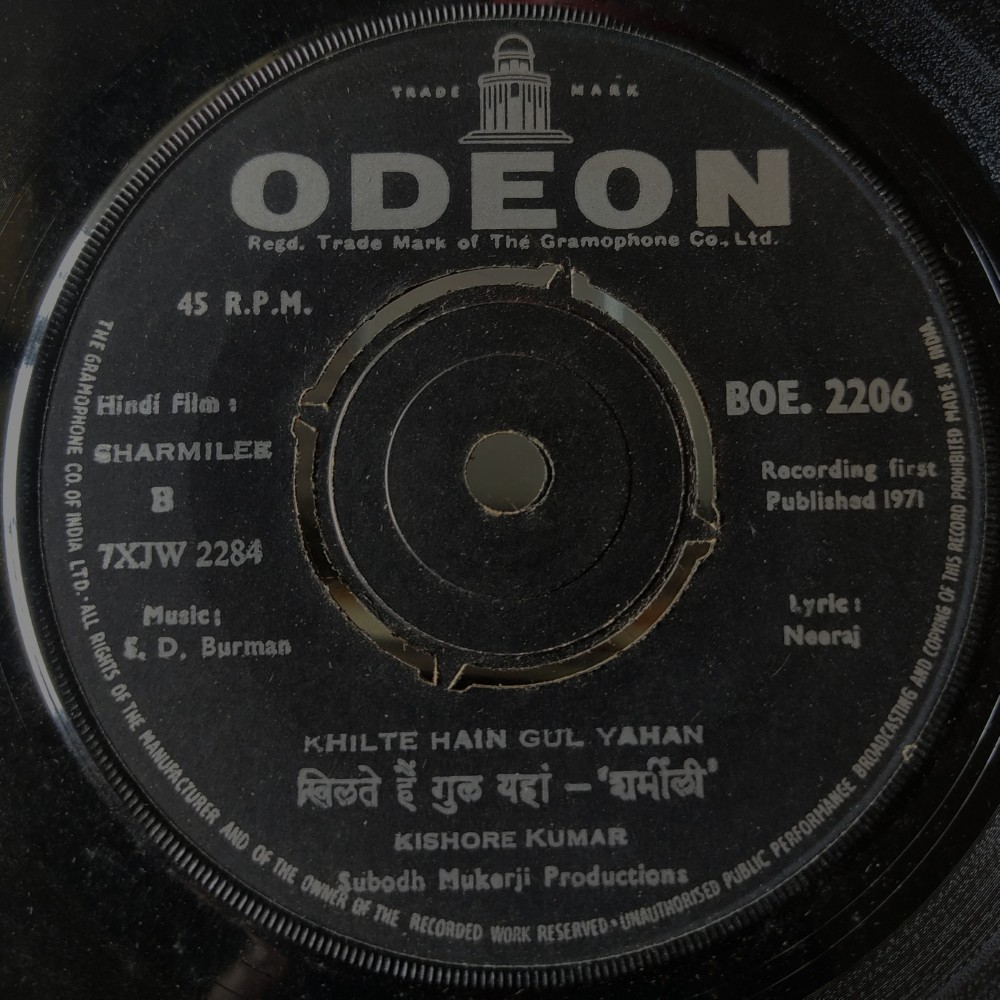 TRADE MARK
ODEON
Regd. Trade Mark of The Gramophone Co., Ltd.
45 R.P.M.
Hindi Film :
SHARMILEE
B
7XJW 2284
Music:
S. D. Burman
BOE. 2206
Recording first
Published 1971
Lyric :
Neeraj
KHILTE HAIN GUL YAHAN
खिलते हैं गुल यहां – ‘शर्मीली’
KISHORE KUMAR
Subodh Mukerji Productions
THE GRAMOPHONE CO. OF INDIA LTD. · ALL RIGHTS OF THE MANUFACTURER AND OF THE OWNER OF THE RECORDED WORK RESERVED · UNAUTHORISED PUBLIC PERFORMANCE BROADCASTING AND COPYING OF THIS RECORD PROHIBITED MADE IN INDIA.